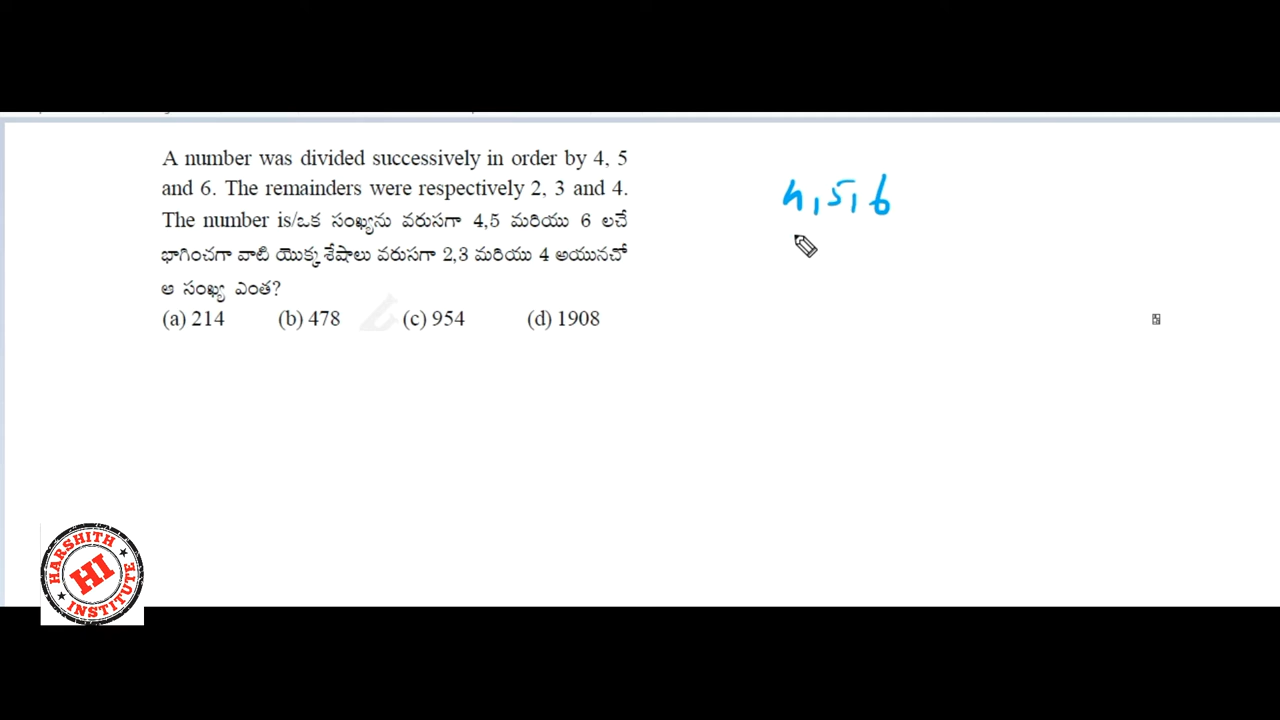 A number was divided successively in order by 4, 5
and 6. The remainders were respectively 2, 3 and 4.
The number is/ఒక సంఖ్యను వరుసగా 4,5 మరియు 6 లచే
భాగించగా వాటి యొక్క శేషాలు వరుసగా 2,3 మరియు 4 అయునచో
ఆ సంఖ్య ఎంత?
(a) 214 (b) 478 (c) 954 (d) 1908
4, 5, 6
HARSHITH
HI
INSTITUTE